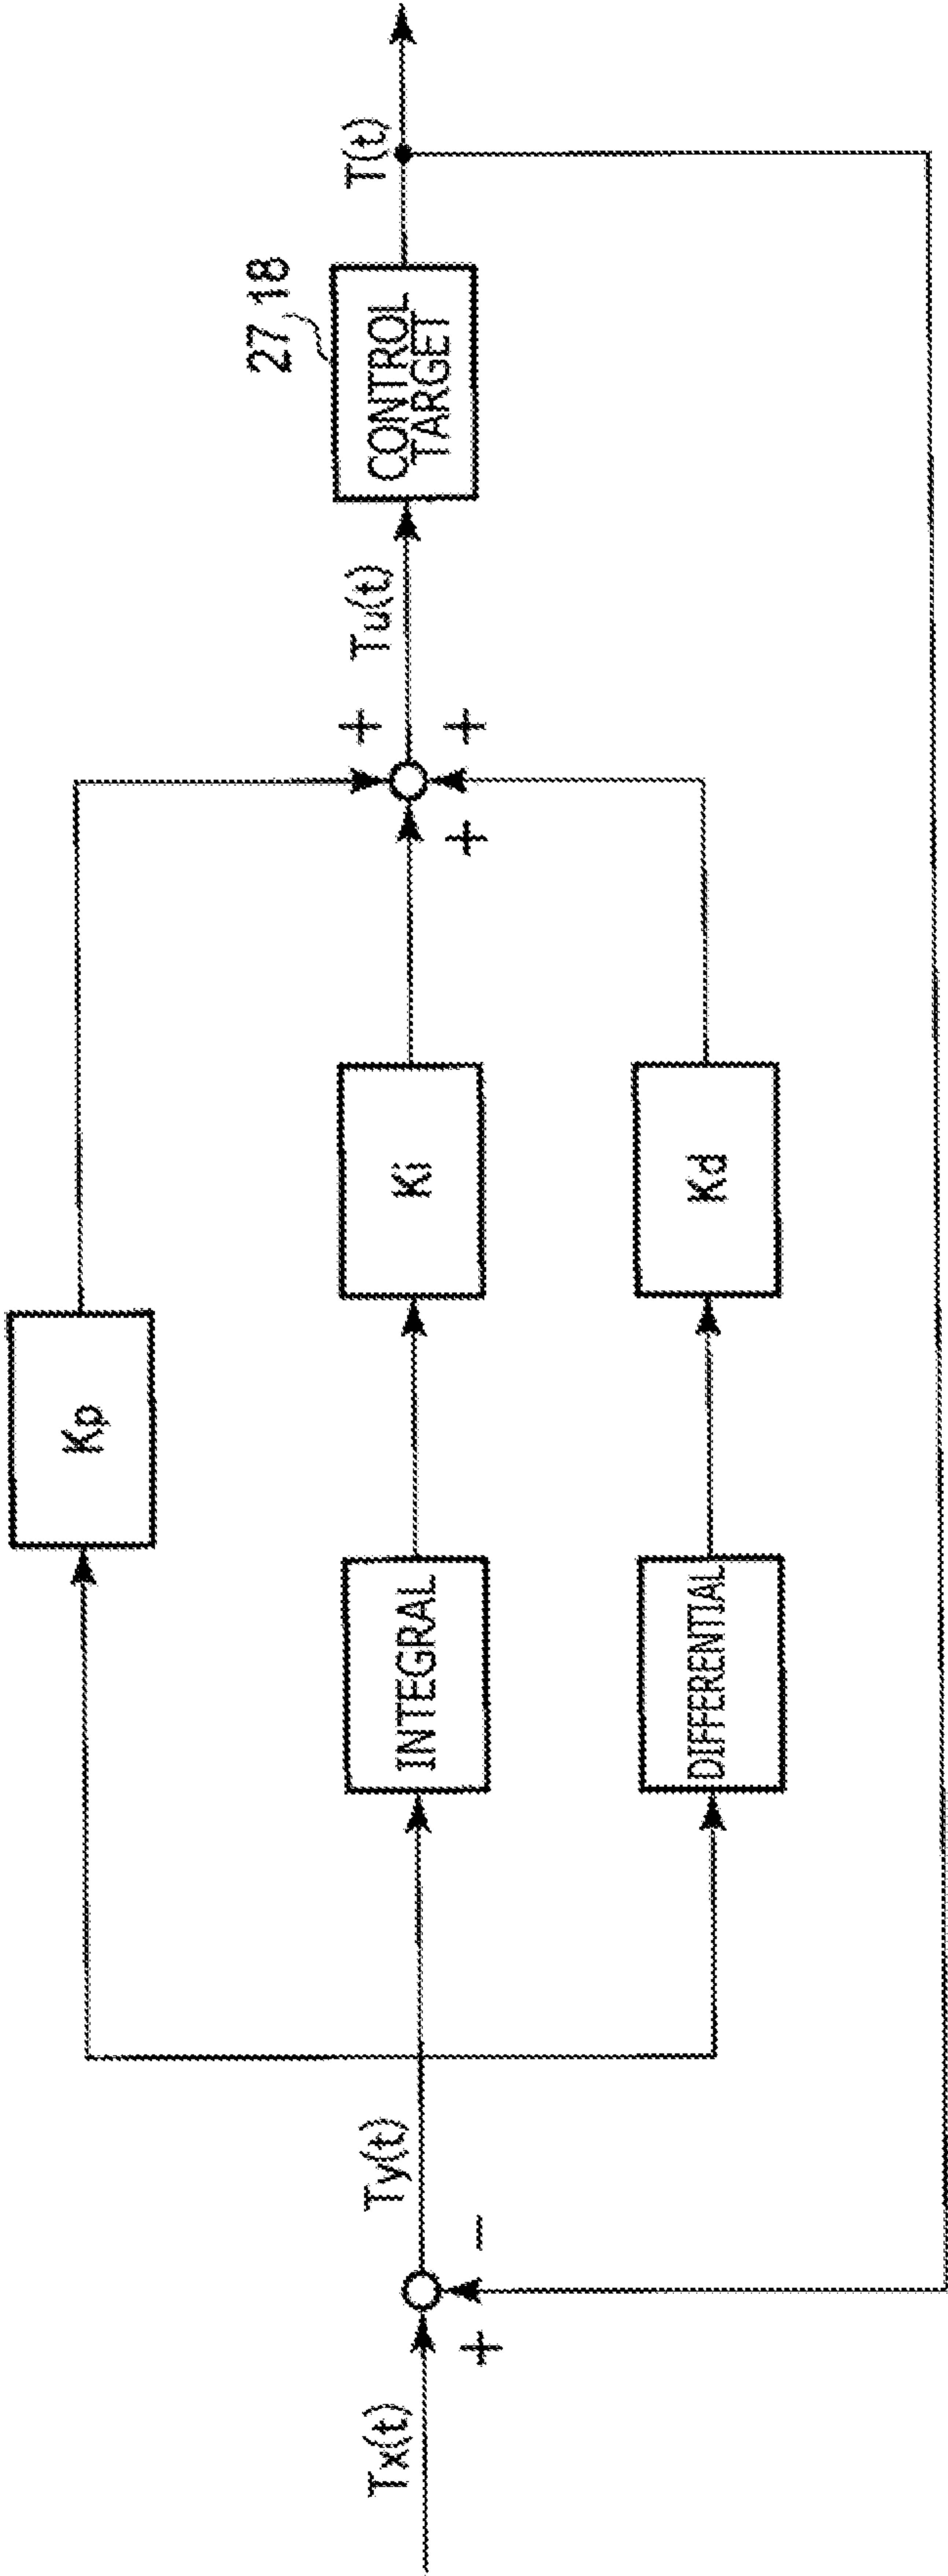 Tx(t)
+
−
Ty(t)
Kp
INTEGRAL
Ki
DIFFERENTIAL
Kd
+
+
+
Tu(t)
27, 18
CONTROL
TARGET
T(t)